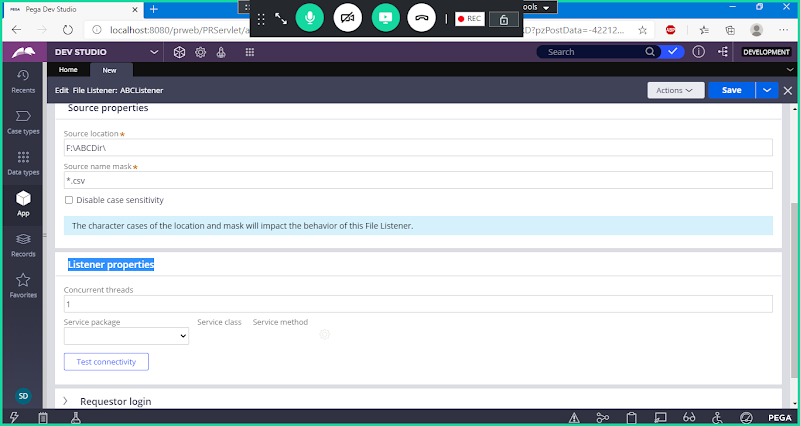 PEGA Pega Dev Studio
ools
localhost:8080/prweb/PRServlet/a
REC
D?pzPostData=-42212...
DEV STUDIO
Search
DEVELOPMENT
Home
New
Recents
Edit File Listener: ABCListener
Actions
Save
Source properties
Case types
Source location*
F:\ABCDir\
Data types
Source name mask*
*.csv
App
Disable case sensitivity
The character cases of the location and mask will impact the behavior of this File Listener.
Records
Listener properties
Favorites
Concurrent threads
1
Service package
Service class
Service method
Test connectivity
Requestor login
SD
PEGA